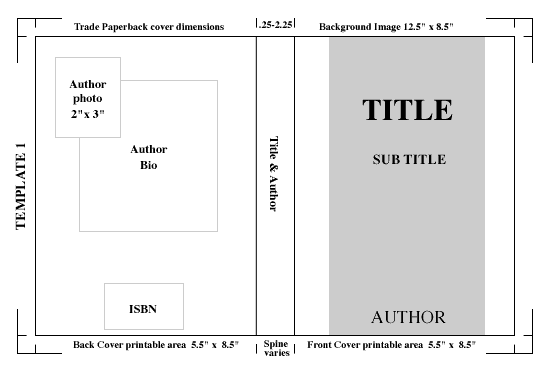 Trade Paperback cover dimensions
.25-2.25
Background Image 12.5" x 8.5"
TEMPLATE 1
Author
photo
2"x 3"
Author
Bio
ISBN
Title & Author
TITLE
SUB TITLE
AUTHOR
Back Cover printable area 5.5" x 8.5"
Spine
varies
Front Cover printable area 5.5" x 8.5"